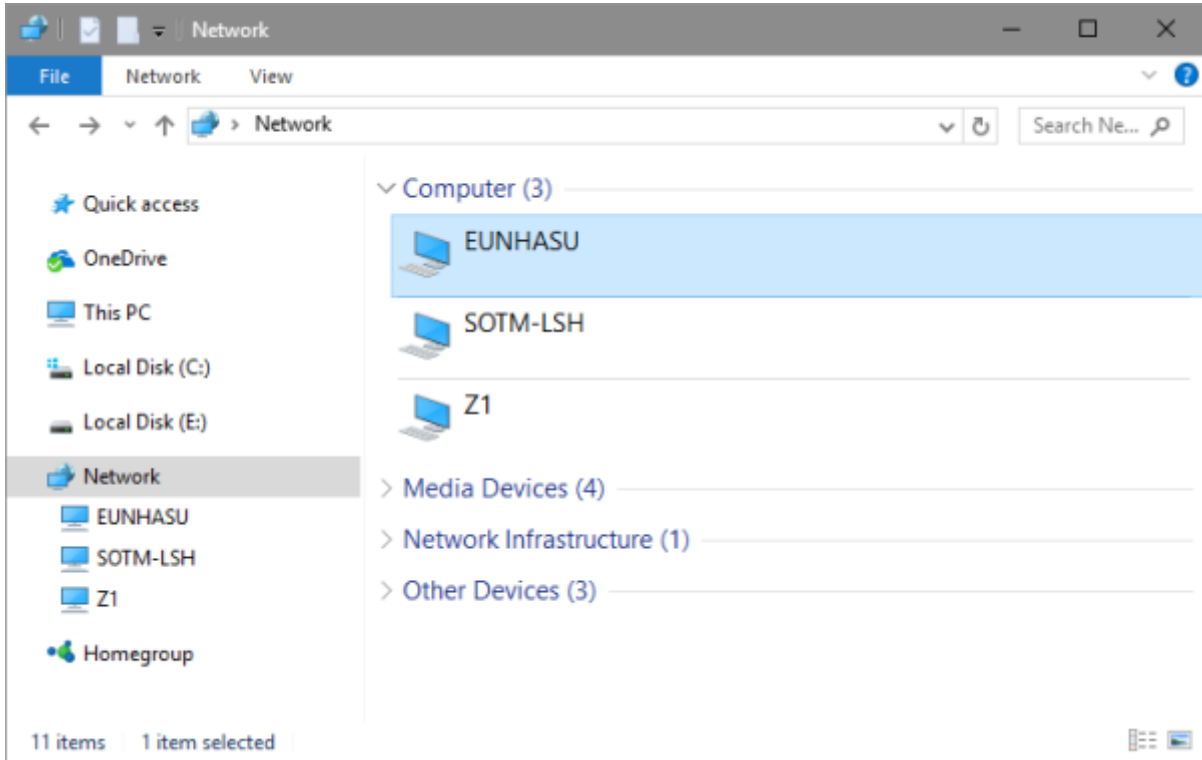 Network
File Network View
Network
Search Ne...
Quick access
OneDrive
This PC
Local Disk (C:)
Local Disk (E:)
Network
EUNHASU
SOTM-LSH
Z1
Homegroup
Computer (3)
EUNHASU
SOTM-LSH
Z1
Media Devices (4)
Network Infrastructure (1)
Other Devices (3)
11 items 1 item selected